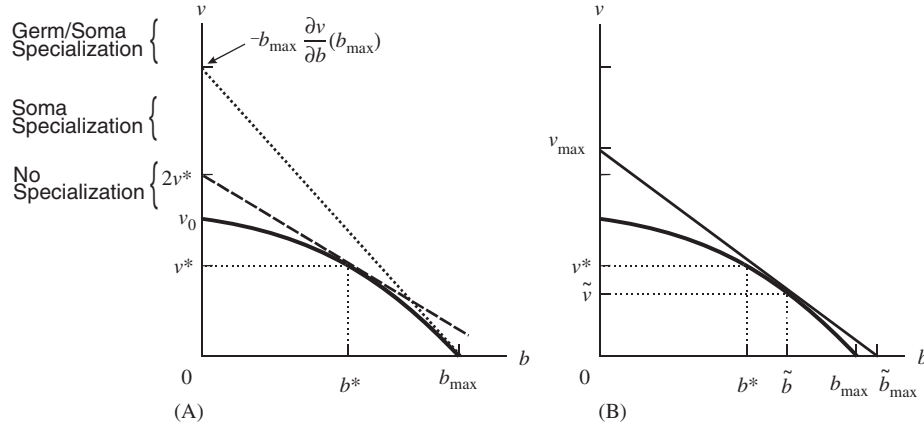 v
Germ/Soma
Specialization
–b_max ∂v/∂b (b_max)
Soma
Specialization
No
Specialization
2v*
v_0
v*
0
b*
b_max
b
(A)
v
v_max
v*
ṽ
0
b*
b̃
b_max
b̃_max
b
(B)